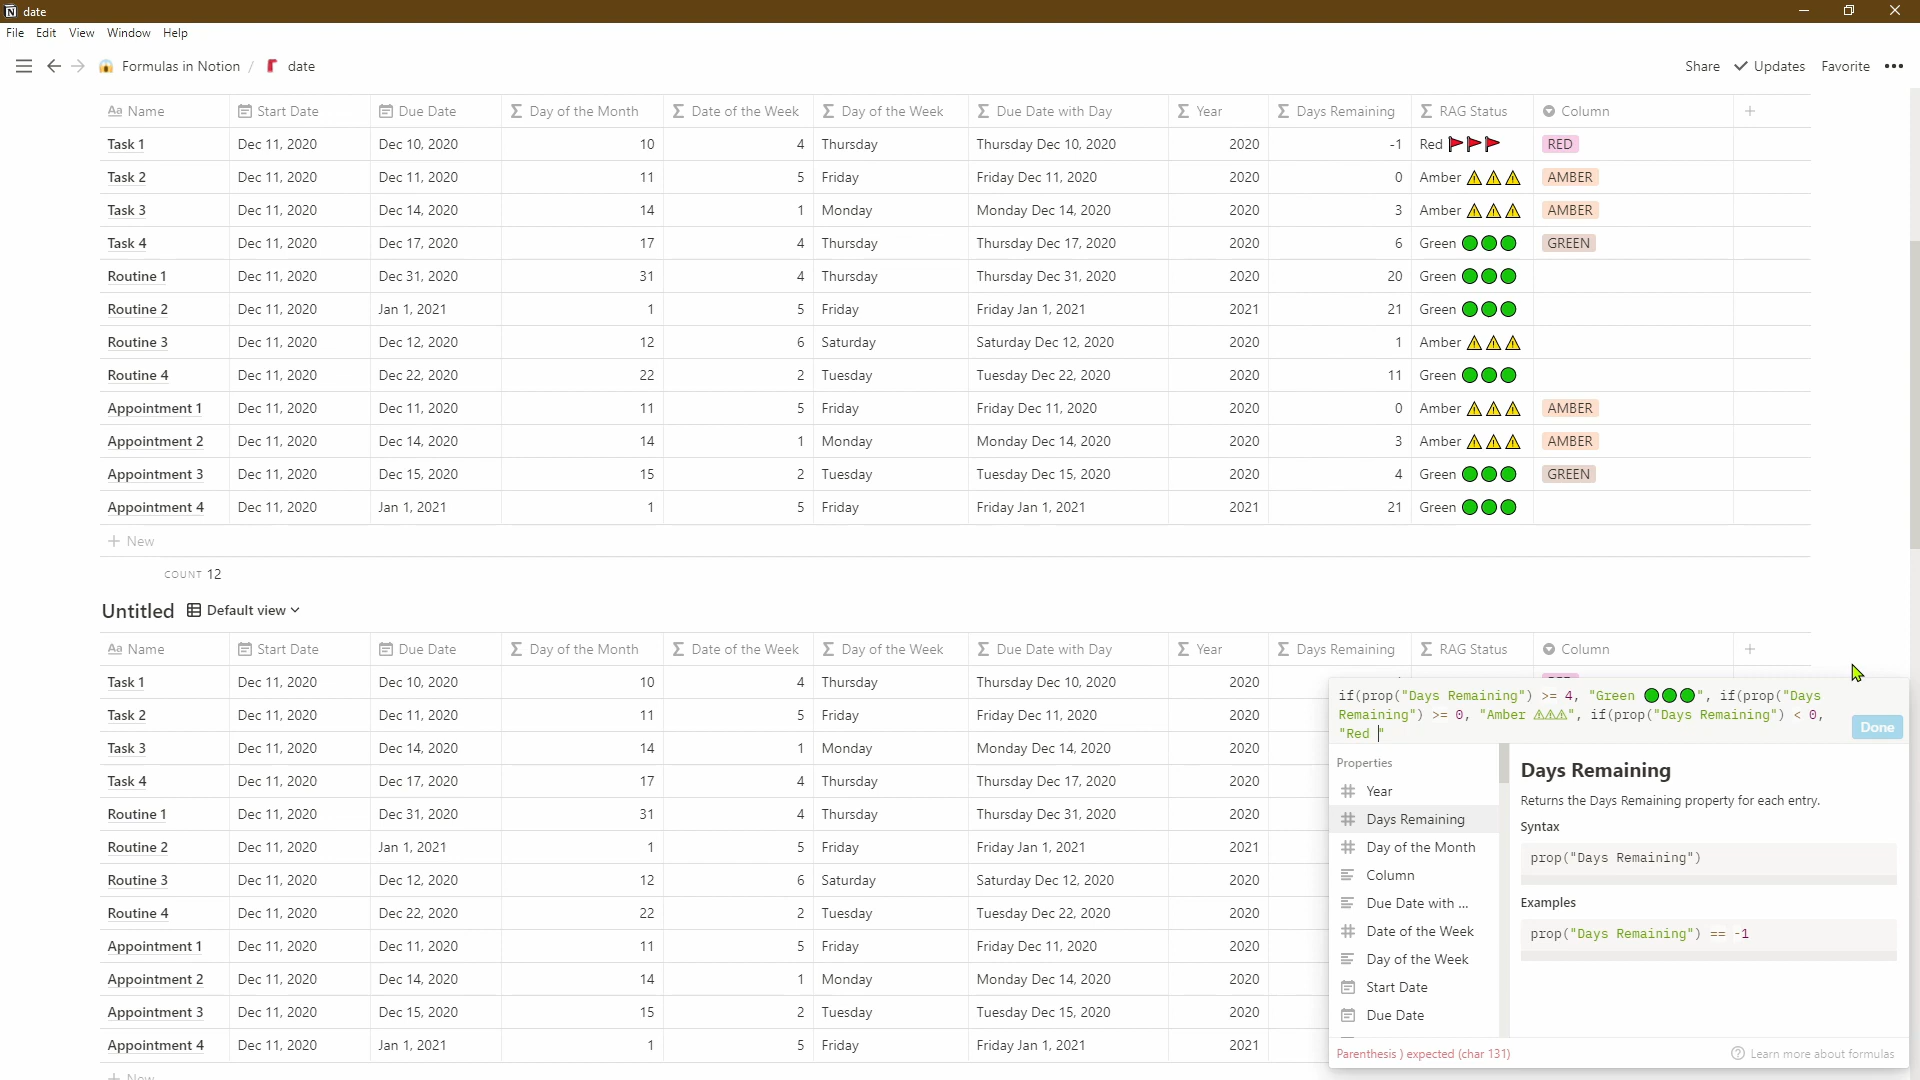 date
File Edit View Window Help
Formulas in Notion / date Share Updates Favorite •••
Aa Name Start Date Due Date Σ Day of the Month Σ Date of the Week Σ Day of the Week Σ Due Date with Day Σ Year Σ Days Remaining Σ RAG Status Column +
Task 1 Dec 11, 2020 Dec 10, 2020 10 4 Thursday Thursday Dec 10, 2020 2020 -1 Red 🚩🚩🚩 RED
Task 2 Dec 11, 2020 Dec 11, 2020 11 5 Friday Friday Dec 11, 2020 2020 0 Amber ⚠⚠⚠ AMBER
Task 3 Dec 11, 2020 Dec 14, 2020 14 1 Monday Monday Dec 14, 2020 2020 3 Amber ⚠⚠⚠ AMBER
Task 4 Dec 11, 2020 Dec 17, 2020 17 4 Thursday Thursday Dec 17, 2020 2020 6 Green 🟢🟢🟢 GREEN
Routine 1 Dec 11, 2020 Dec 31, 2020 31 4 Thursday Thursday Dec 31, 2020 2020 20 Green 🟢🟢🟢
Routine 2 Dec 11, 2020 Jan 1, 2021 1 5 Friday Friday Jan 1, 2021 2021 21 Green 🟢🟢🟢
Routine 3 Dec 11, 2020 Dec 12, 2020 12 6 Saturday Saturday Dec 12, 2020 2020 1 Amber ⚠⚠⚠
Routine 4 Dec 11, 2020 Dec 22, 2020 22 2 Tuesday Tuesday Dec 22, 2020 2020 11 Green 🟢🟢🟢
Appointment 1 Dec 11, 2020 Dec 11, 2020 11 5 Friday Friday Dec 11, 2020 2020 0 Amber ⚠⚠⚠ AMBER
Appointment 2 Dec 11, 2020 Dec 14, 2020 14 1 Monday Monday Dec 14, 2020 2020 3 Amber ⚠⚠⚠ AMBER
Appointment 3 Dec 11, 2020 Dec 15, 2020 15 2 Tuesday Tuesday Dec 15, 2020 2020 4 Green 🟢🟢🟢 GREEN
Appointment 4 Dec 11, 2020 Jan 1, 2021 1 5 Friday Friday Jan 1, 2021 2021 21 Green 🟢🟢🟢
+ New
COUNT 12
Untitled Default view
Aa Name Start Date Due Date Σ Day of the Month Σ Date of the Week Σ Day of the Week Σ Due Date with Day Σ Year Σ Days Remaining Σ RAG Status Column +
Task 1 Dec 11, 2020 Dec 10, 2020 10 4 Thursday Thursday Dec 10, 2020 2020
Task 2 Dec 11, 2020 Dec 11, 2020 11 5 Friday Friday Dec 11, 2020 2020
Task 3 Dec 11, 2020 Dec 14, 2020 14 1 Monday Monday Dec 14, 2020 2020
Task 4 Dec 11, 2020 Dec 17, 2020 17 4 Thursday Thursday Dec 17, 2020 2020
Routine 1 Dec 11, 2020 Dec 31, 2020 31 4 Thursday Thursday Dec 31, 2020 2020
Routine 2 Dec 11, 2020 Jan 1, 2021 1 5 Friday Friday Jan 1, 2021 2021
Routine 3 Dec 11, 2020 Dec 12, 2020 12 6 Saturday Saturday Dec 12, 2020 2020
Routine 4 Dec 11, 2020 Dec 22, 2020 22 2 Tuesday Tuesday Dec 22, 2020 2020
Appointment 1 Dec 11, 2020 Dec 11, 2020 11 5 Friday Friday Dec 11, 2020 2020
Appointment 2 Dec 11, 2020 Dec 14, 2020 14 1 Monday Monday Dec 14, 2020 2020
Appointment 3 Dec 11, 2020 Dec 15, 2020 15 2 Tuesday Tuesday Dec 15, 2020 2020
Appointment 4 Dec 11, 2020 Jan 1, 2021 1 5 Friday Friday Jan 1, 2021 2021
+ New
if(prop("Days Remaining") >= 4, "Green 🟢🟢🟢", if(prop("Days
Remaining") >= 0, "Amber ⚠⚠⚠", if(prop("Days Remaining") < 0,
"Red "
Done
Properties
Year
Days Remaining
Day of the Month
Column
Due Date with ...
Date of the Week
Day of the Week
Start Date
Due Date
Days Remaining
Returns the Days Remaining property for each entry.
Syntax
prop("Days Remaining")
Examples
prop("Days Remaining") == -1
Parenthesis ) expected (char 131)
Learn more about formulas